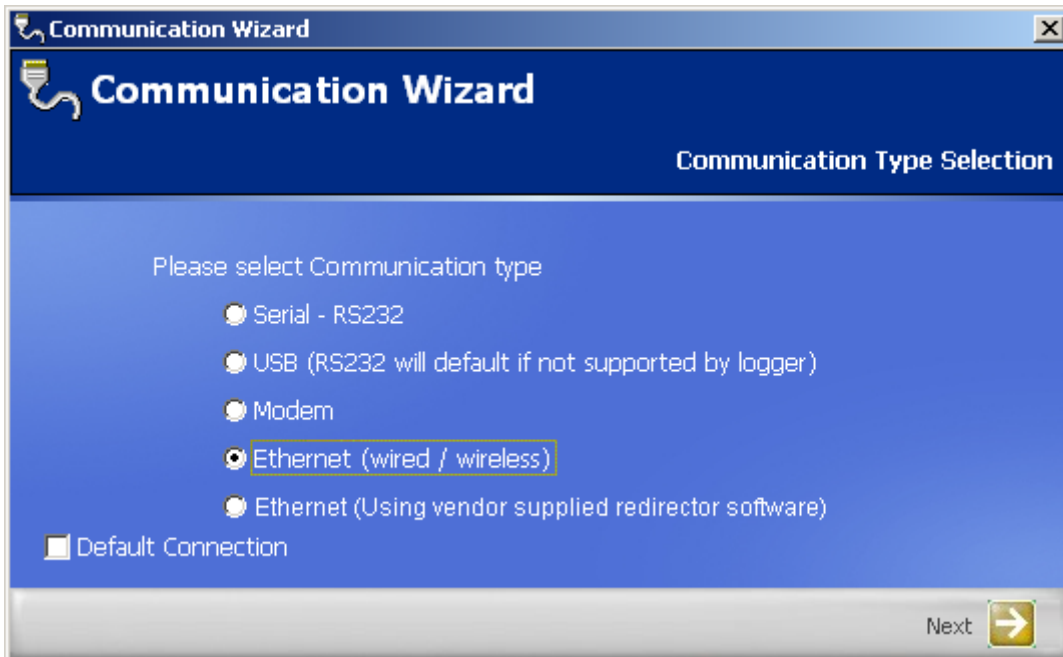 Communication Wizard
Communication Wizard
Communication Type Selection
Please select Communication type
Serial - RS232
USB (RS232 will default if not supported by logger)
Modem
Ethernet (wired / wireless)
Ethernet (Using vendor supplied redirector software)
Default Connection
Next